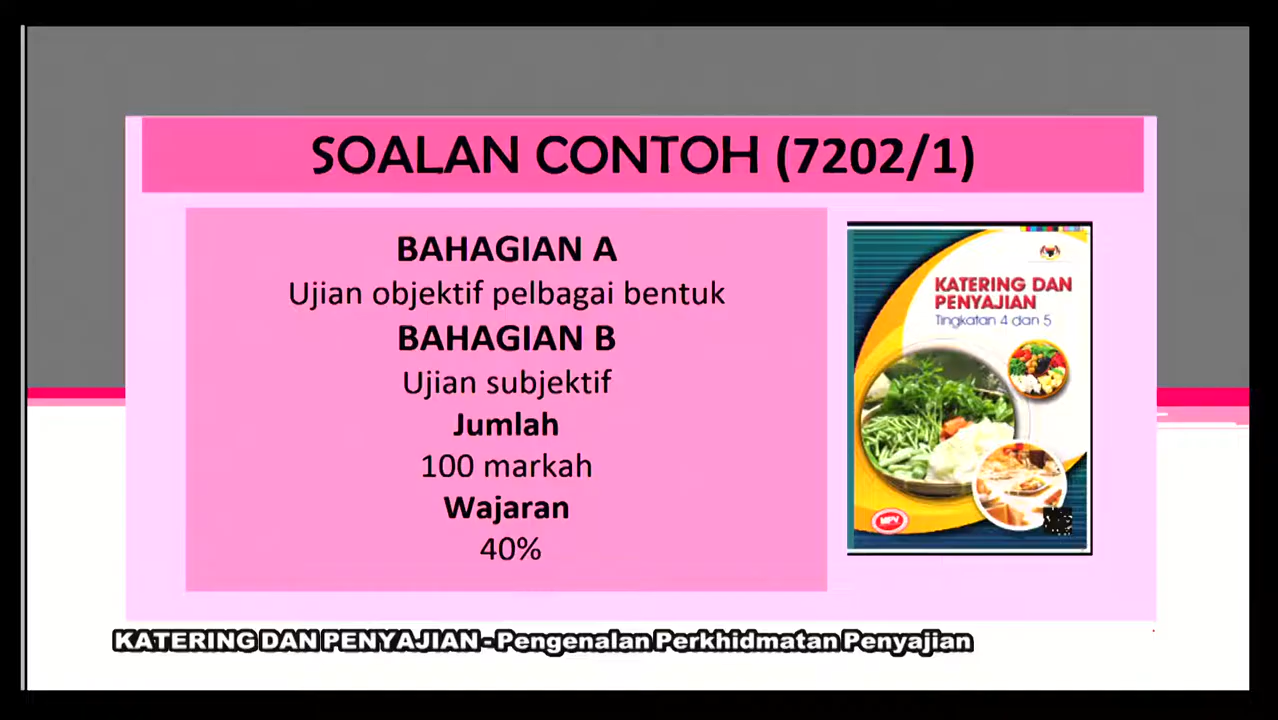 SOALAN CONTOH (7202/1)
BAHAGIAN A
Ujian objektif pelbagai bentuk
BAHAGIAN B
Ujian subjektif
Jumlah
100 markah
Wajaran
40%
KATERING DAN
PENYAJIAN
Tingkatan 4 dan 5
MPV
KATERING DAN PENYAJIAN - Pengenalan Perkhidmatan Penyajian